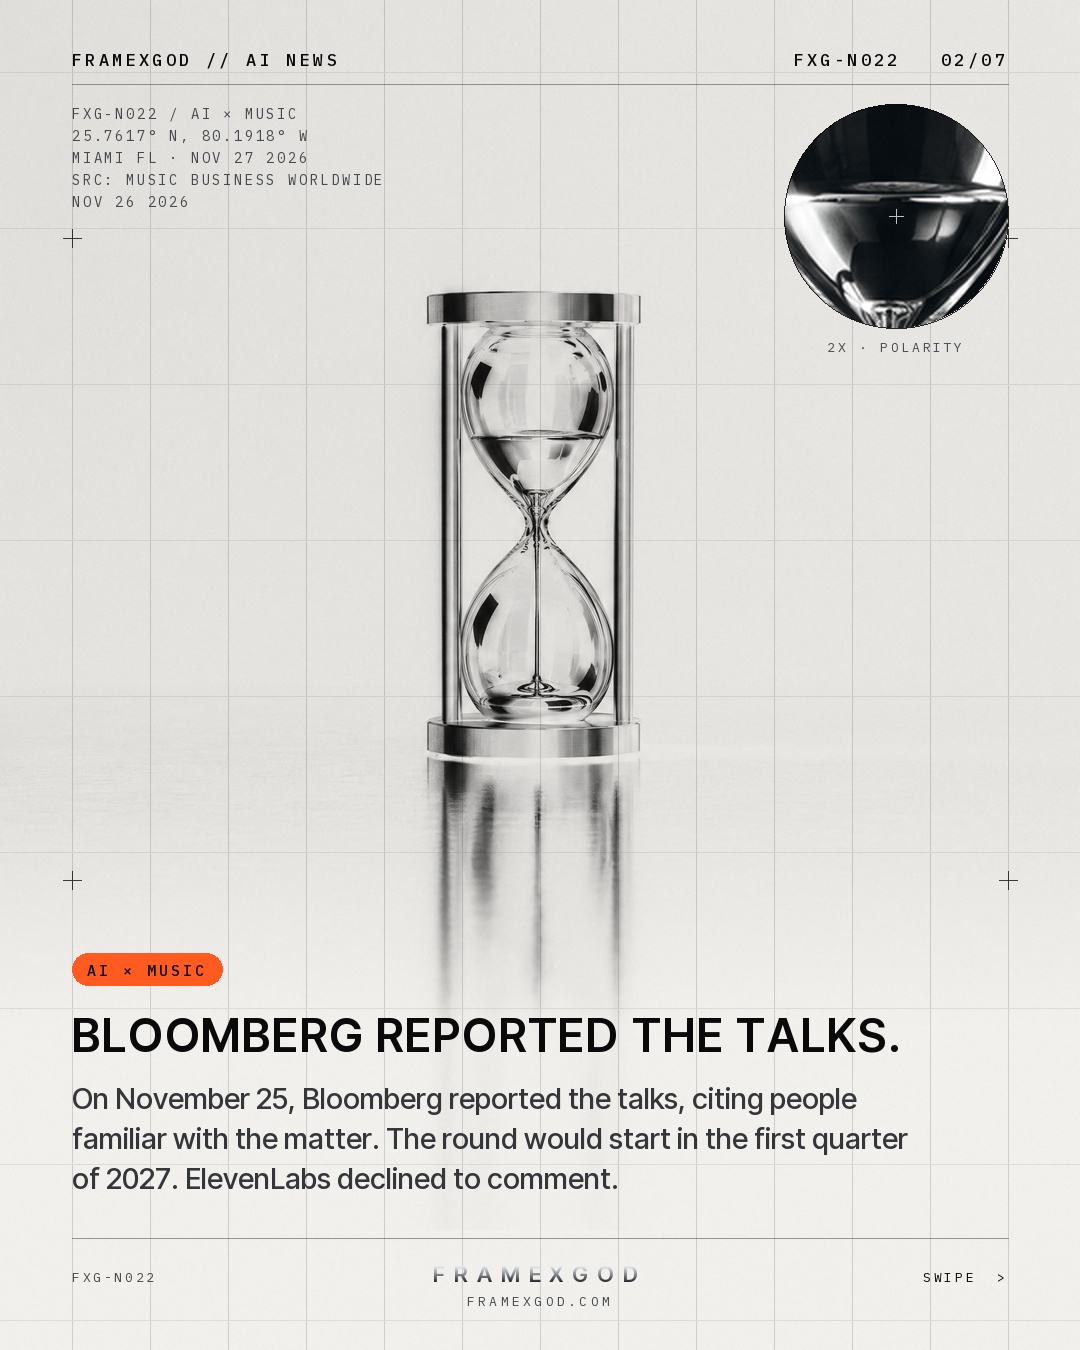 FRAMEXGOD // AI NEWS
FXG-N022 02/07
FXG-N022 / AI × MUSIC
25.7617° N, 80.1918° W
MIAMI FL · NOV 27 2026
SRC: MUSIC BUSINESS WORLDWIDE
NOV 26 2026
2X · POLARITY
AI × MUSIC
BLOOMBERG REPORTED THE TALKS.
On November 25, Bloomberg reported the talks, citing people
familiar with the matter. The round would start in the first quarter
of 2027. ElevenLabs declined to comment.
FXG-N022
FRAMEXGOD
FRAMEXGOD.COM
SWIPE >